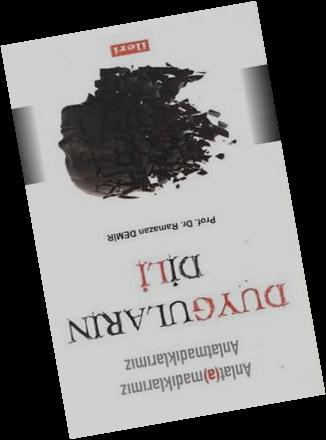 Anlat(a)madıklarımız
Anlatmadıklarımız
DUYGULARIN
DİLİ
Prof. Dr. Ramazan DEMİR
ileri